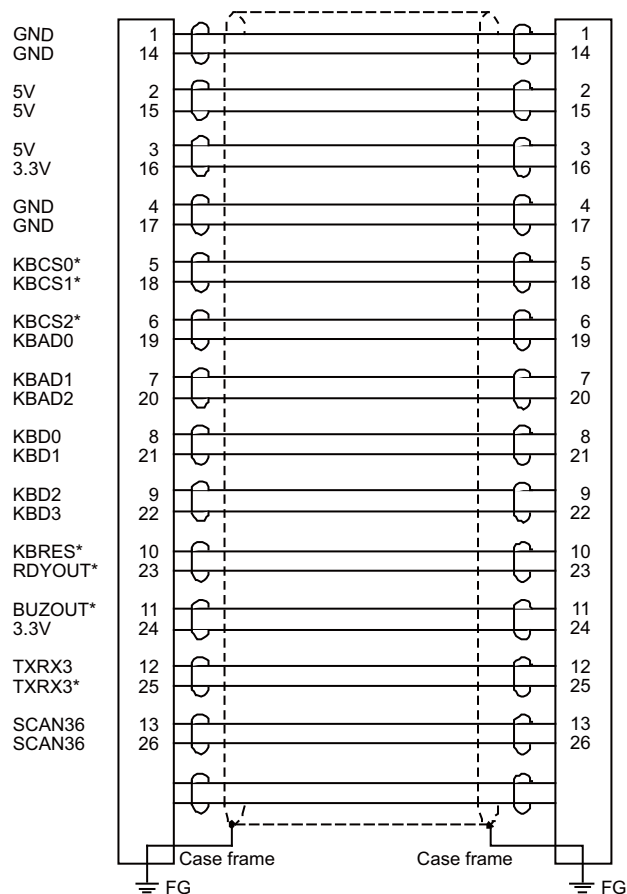 GND 1 1
GND 14 14
5V 2 2
5V 15 15
5V 3 3
3.3V 16 16
GND 4 4
GND 17 17
KBCS0* 5 5
KBCS1* 18 18
KBCS2* 6 6
KBAD0 19 19
KBAD1 7 7
KBAD2 20 20
KBD0 8 8
KBD1 21 21
KBD2 9 9
KBD3 22 22
KBRES* 10 10
RDYOUT* 23 23
BUZOUT* 11 11
3.3V 24 24
TXRX3 12 12
TXRX3* 25 25
SCAN36 13 13
SCAN36 26 26
Case frame Case frame
FG FG